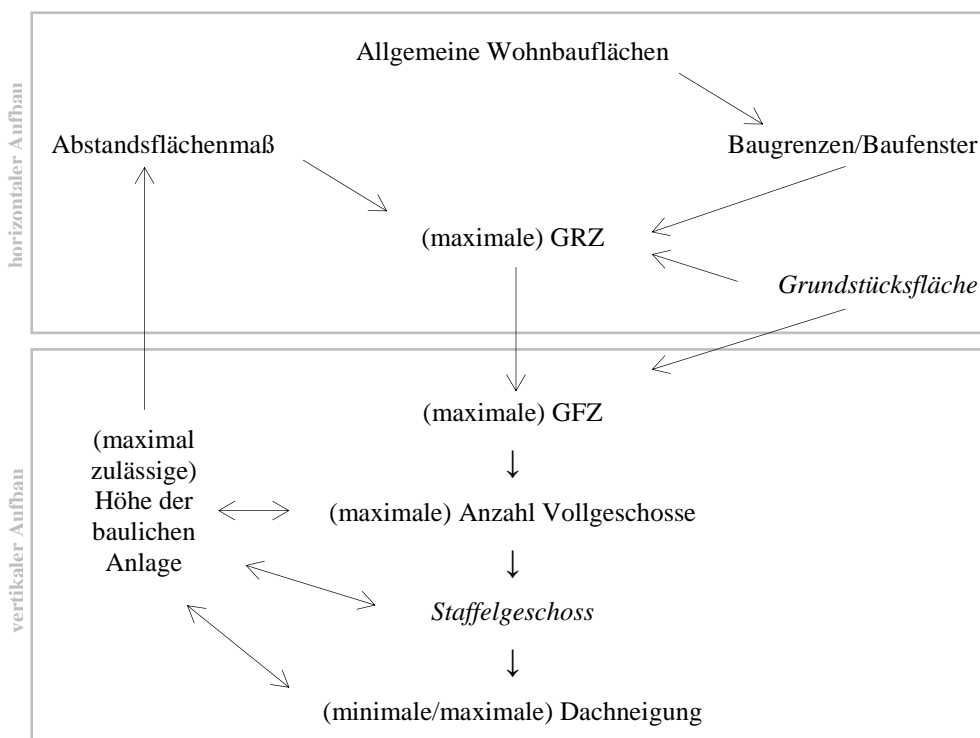 horizontaler Aufbau
Allgemeine Wohnbauflächen
Abstandsflächenmaß
Baugrenzen/Baufenster
(maximale) GRZ
Grundstücksfläche
vertikaler Aufbau
(maximale) GFZ
(maximal
zulässige)
Höhe der
baulichen
Anlage
(maximale) Anzahl Vollgeschosse
Staffelgeschoss
(minimale/maximale) Dachneigung